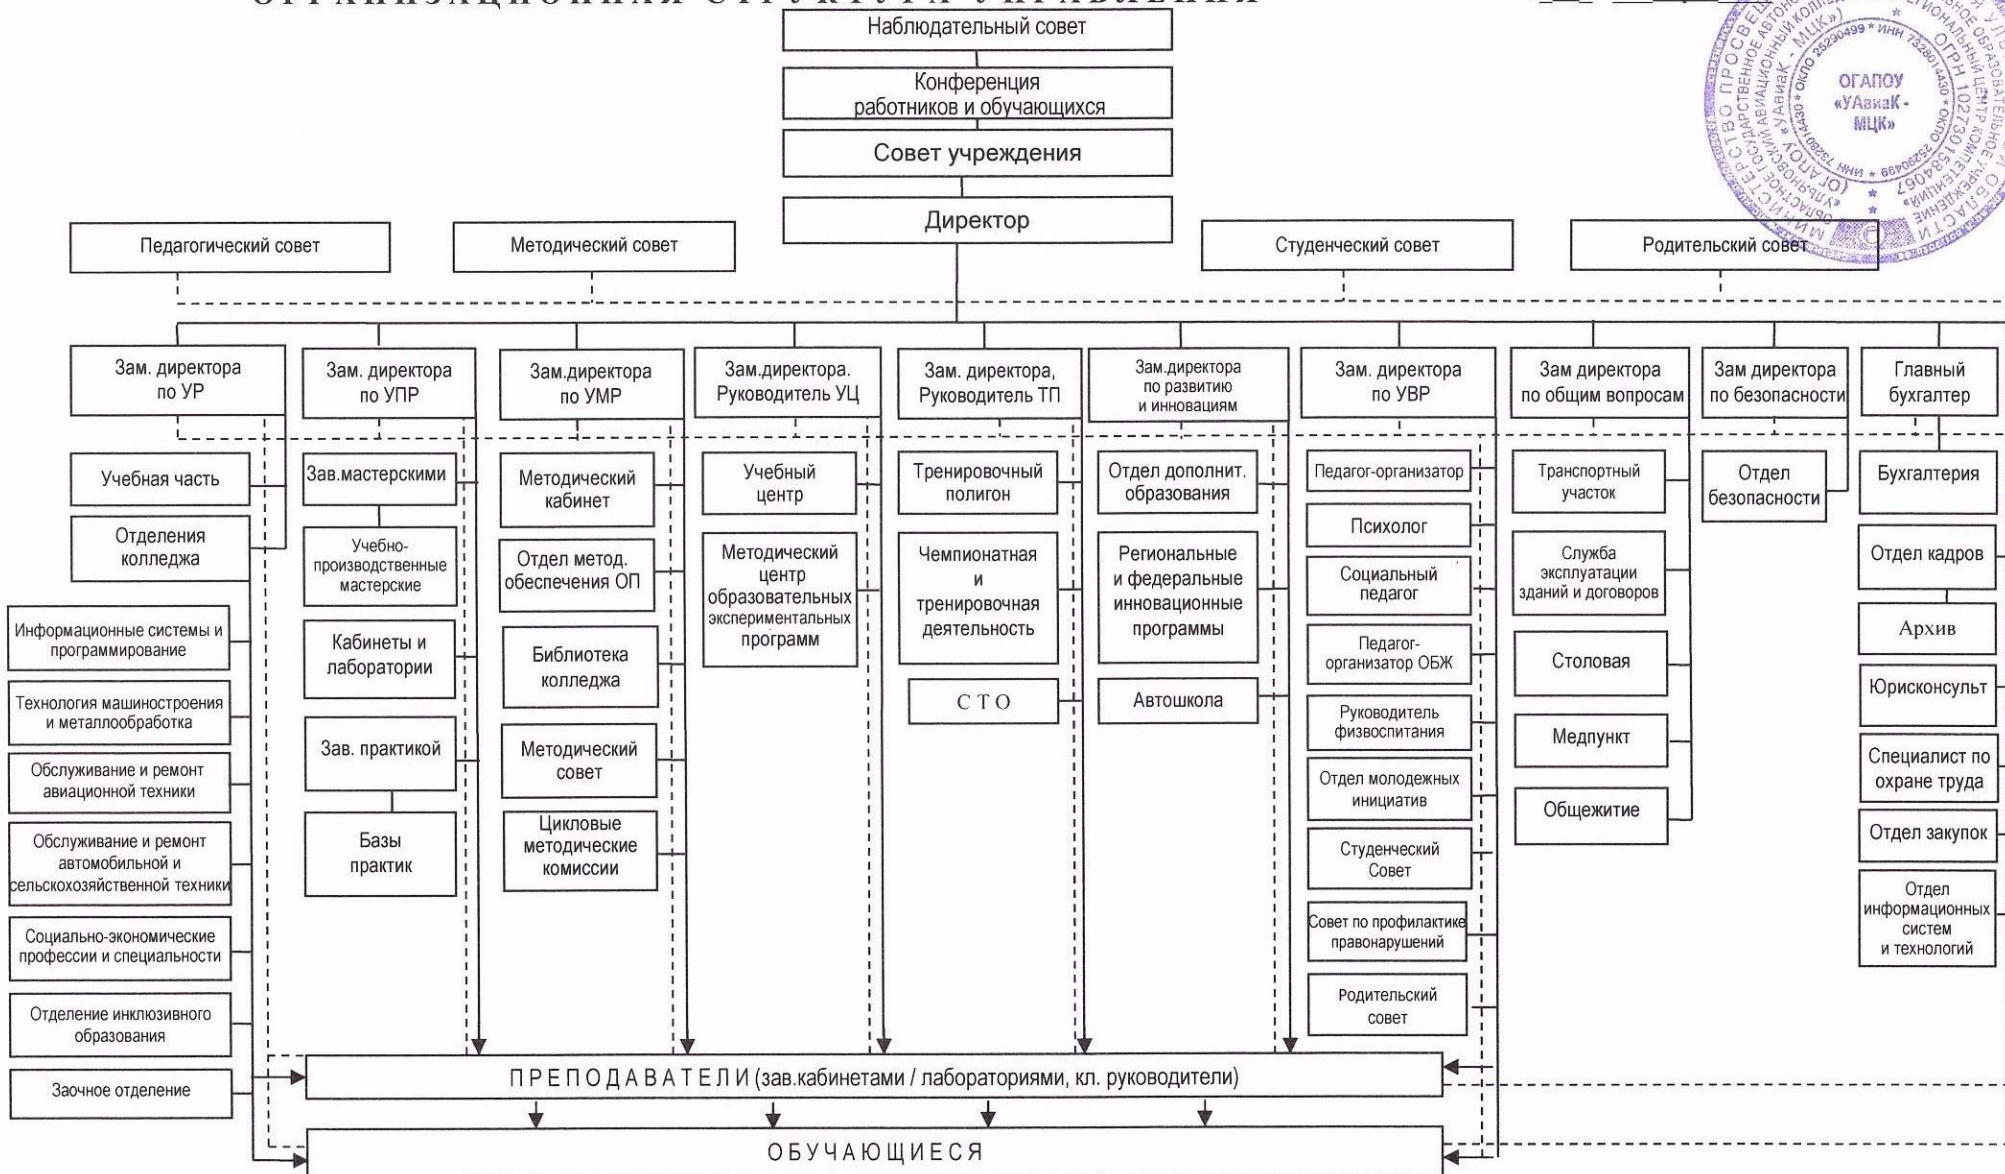 ОРГАНИЗАЦИОННАЯ СТРУКТУРА УПРАВЛЕНИЯ
Наблюдательный совет
Конференция
работников и обучающихся
Совет учреждения
Директор
Педагогический совет
Методический совет
Студенческий совет
Родительский совет
ОГАПОУ
«УАвиаК -
МЦК»
Зам. директора
по УР
Зам. директора
по УПР
Зам.директора
по УМР
Зам.директора.
Руководитель УЦ
Зам. директора,
Руководитель ТП
Зам.директора
по развитию
и инновациям
Зам. директора
по УВР
Зам директора
по общим вопросам
Зам директора
по безопасности
Главный
бухгалтер
Учебная часть
Отделения
колледжа
Информационные системы и
программирование
Технология машиностроения
и металлообработка
Обслуживание и ремонт
авиационной техники
Обслуживание и ремонт
автомобильной и
сельскохозяйственной техники
Социально-экономические
профессии и специальности
Отделение инклюзивного
образования
Заочное отделение
Зав.мастерскими
Учебно-
производственные
мастерские
Кабинеты и
лаборатории
Зав. практикой
Базы
практик
Методический
кабинет
Отдел метод.
обеспечения ОП
Библиотека
колледжа
Методический
совет
Цикловые
методические
комиссии
Учебный
центр
Методический
центр
образовательных
экспериментальных
программ
Тренировочный
полигон
Чемпионатная
и
тренировочная
деятельность
С Т О
Отдел дополнит.
образования
Региональные
и федеральные
инновационные
программы
Автошкола
Педагог-организатор
Психолог
Социальный
педагог
Педагог-
организатор ОБЖ
Руководитель
физвоспитания
Отдел молодежных
инициатив
Студенческий
Совет
Совет по профилактике
правонарушений
Родительский
совет
Транспортный
участок
Служба
эксплуатации
зданий и договоров
Столовая
Медпункт
Общежитие
Отдел
безопасности
Бухгалтерия
Отдел кадров
Архив
Юрисконсульт
Специалист по
охране труда
Отдел закупок
Отдел
информационных
систем
и технологий
ПРЕПОДАВАТЕЛИ (зав.кабинетами / лабораториями, кл. руководители)
ОБУЧАЮЩИЕСЯ